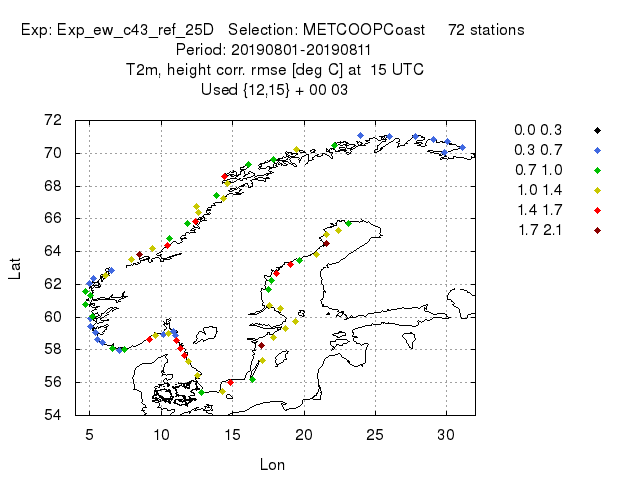 Exp: Exp_ew_c43_ref_25D   Selection: METCOOPCoast     72 stations
Period: 20190801-20190811
T2m, height corr. rmse [deg C] at  15 UTC
Used {12,15} + 00 03
72
70
68
66
64
62
60
58
56
54
Lat
5 10 15 20 25 30
Lon
0.0 0.3
0.3 0.7
0.7 1.0
1.0 1.4
1.4 1.7
1.7 2.1